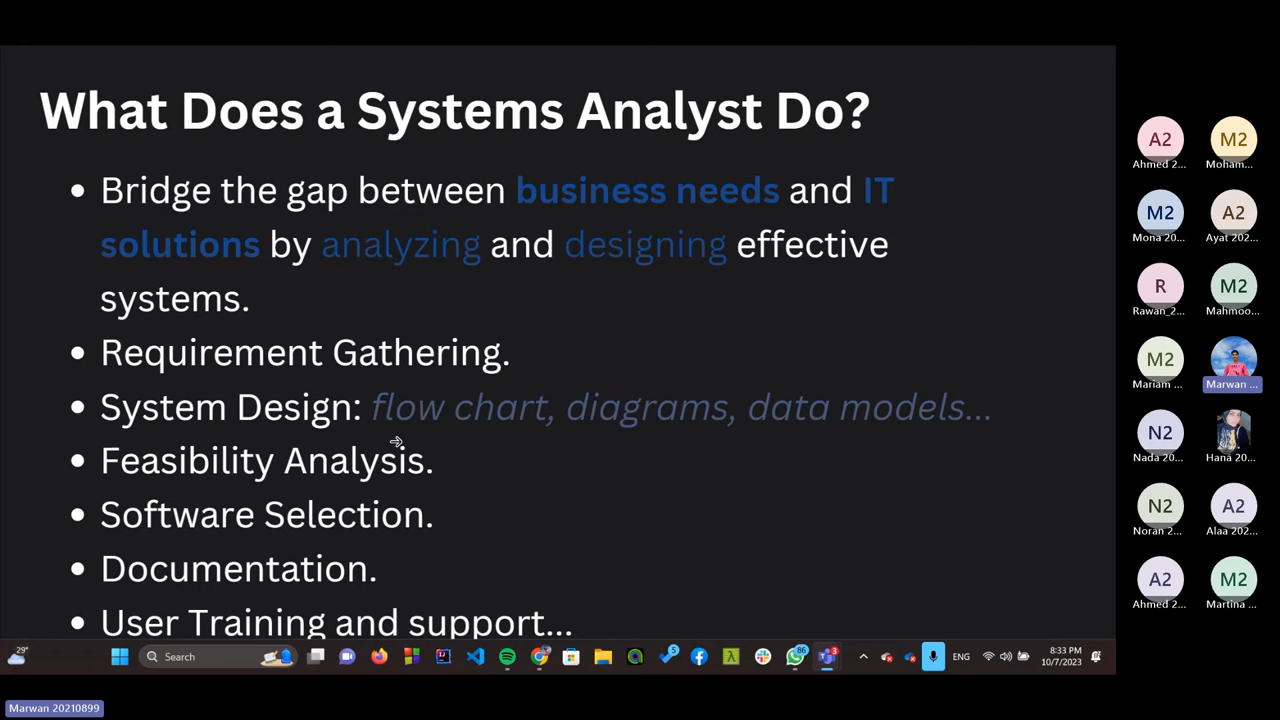 What Does a Systems Analyst Do?
• Bridge the gap between business needs and IT
solutions by analyzing and designing effective
systems.
• Requirement Gathering.
• System Design: flow chart, diagrams, data models...
• Feasibility Analysis.
• Software Selection.
• Documentation.
• User Training and support...
A2 M2
Ahmed 2... Moham...
M2 A2
Mona 20... Ayat 202...
R M2
Rawan_2... Mahmoo...
M2
Mariam ... Marwan ...
N2
Nada 20... Hana 20...
N2 A2
Noran 2... Alaa 202...
A2 M2
Ahmed 2... Martina ...
29°
Search
5
86
3
ENG
8:33 PM
10/7/2023
Marwan 20210899